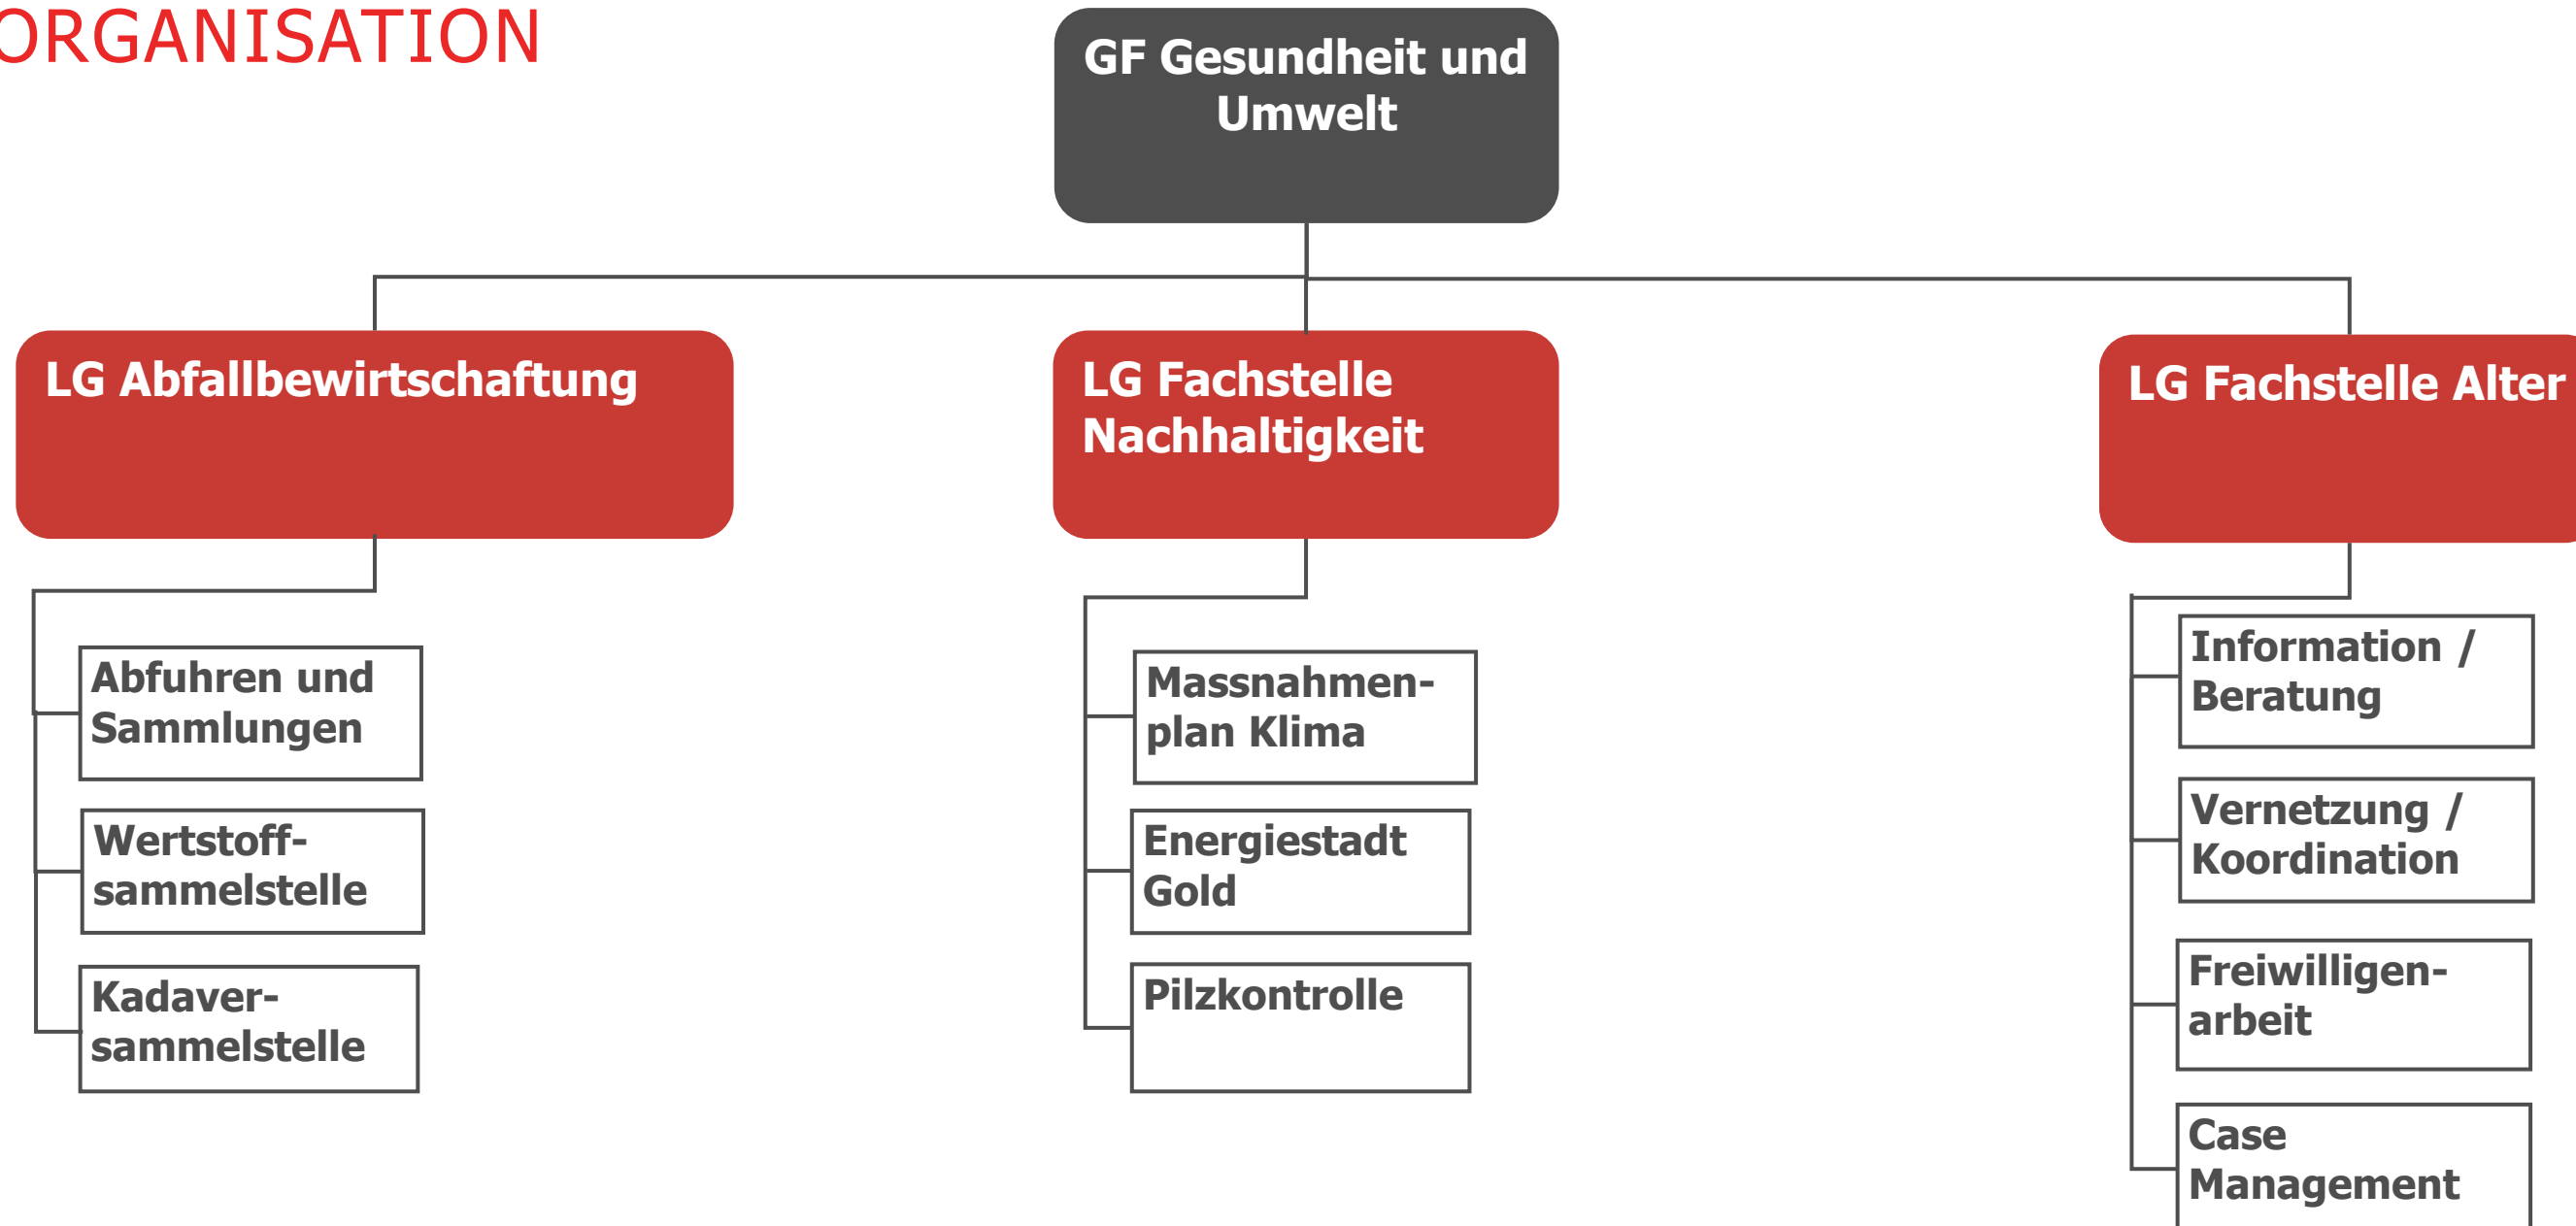 ORGANISATION
GF Gesundheit und
Umwelt
LG Abfallbewirtschaftung
LG Fachstelle
Nachhaltigkeit
LG Fachstelle Alter
Abfuhren und
Sammlungen
Wertstoff-
sammelstelle
Kadaver-
sammelstelle
Massnahmen-
plan Klima
Energiestadt
Gold
Pilzkontrolle
Information /
Beratung
Vernetzung /
Koordination
Freiwilligen-
arbeit
Case
Management